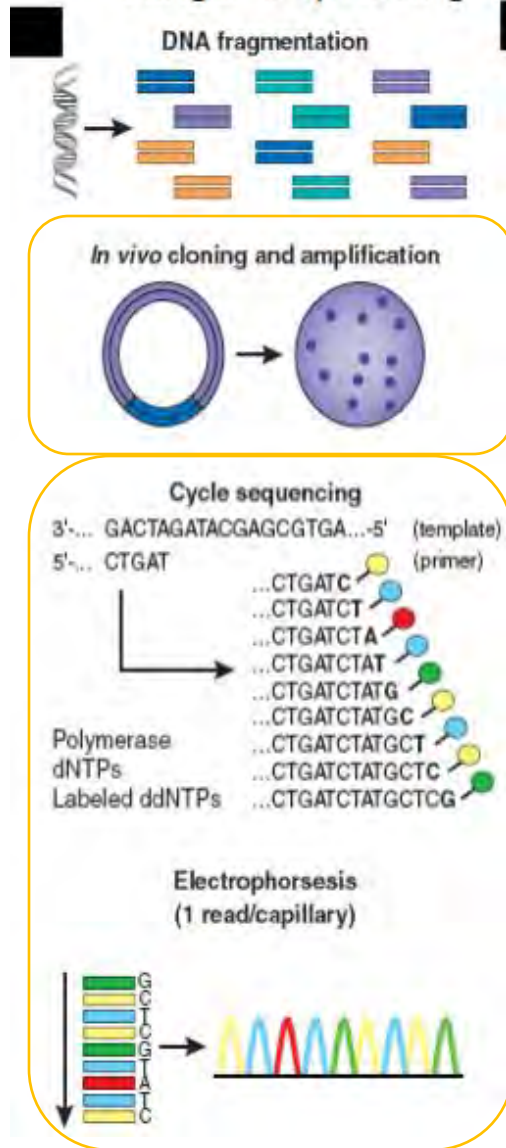 DNA fragmentation
In vivo cloning and amplification
Cycle sequencing
3'-... GACTAGATACGAGCGTGA...-5' (template)
5'-... CTGAT (primer)
...CTGATC
...CTGATCT
...CTGATCTA
...CTGATCTAT
...CTGATCTATG
...CTGATCTATGC
...CTGATCTATGCT
...CTGATCTATGCTC
...CTGATCTATGCTCG
Polymerase
dNTPs
Labeled ddNTPs
Electrophorsesis
(1 read/capillary)
G
C
T
C
G
T
A
T
C